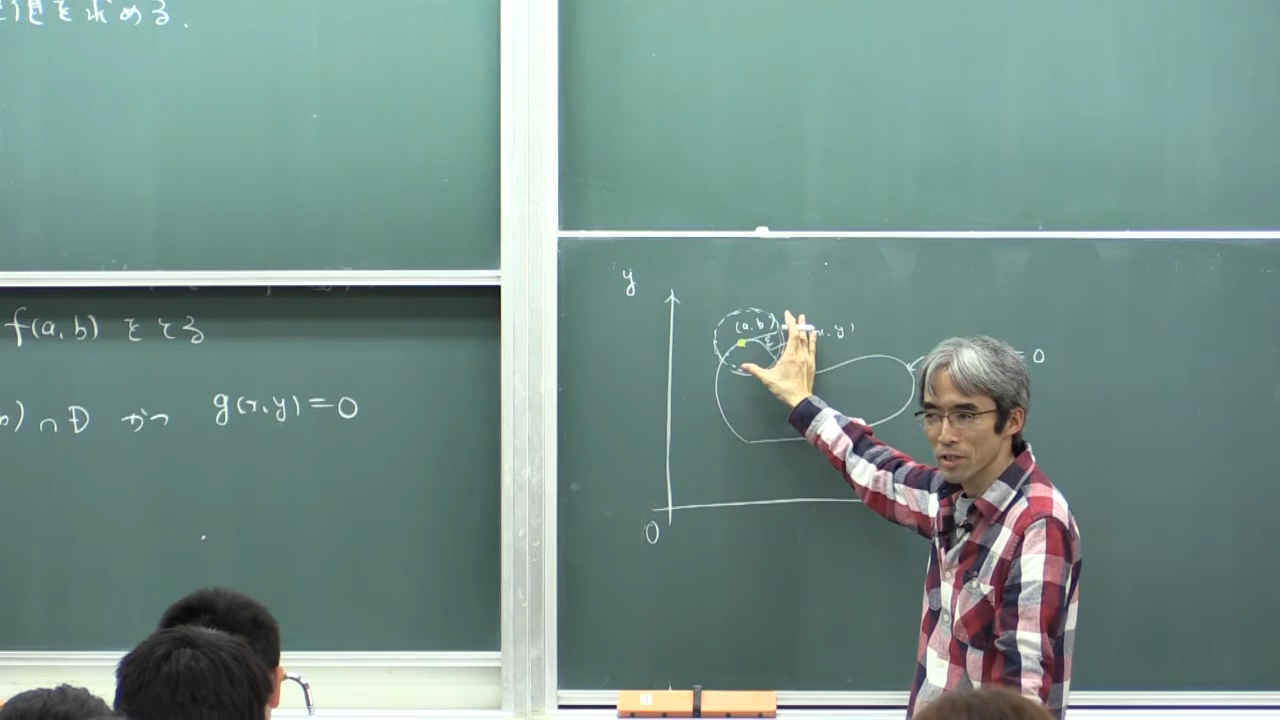 値を求める.
f(a, b) をとる
) ∩ D かつ g(x, y) = 0
y
(a, b)
ε
x, y)
= 0
0